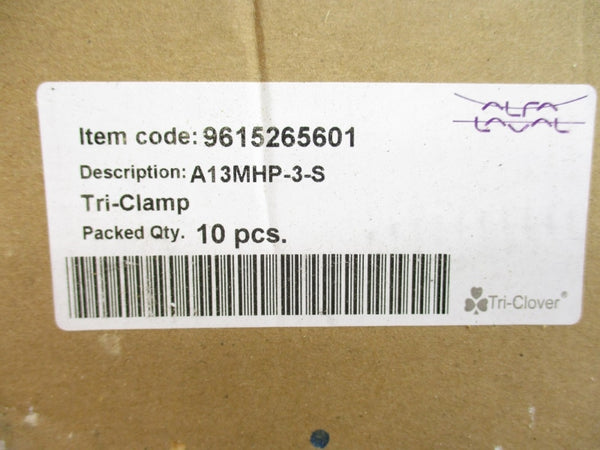 ALFA
LAVAL
Item code: 9615265601
Description: A13MHP-3-S
Tri-Clamp
Packed Qty. 10 pcs.
Tri-Clover®